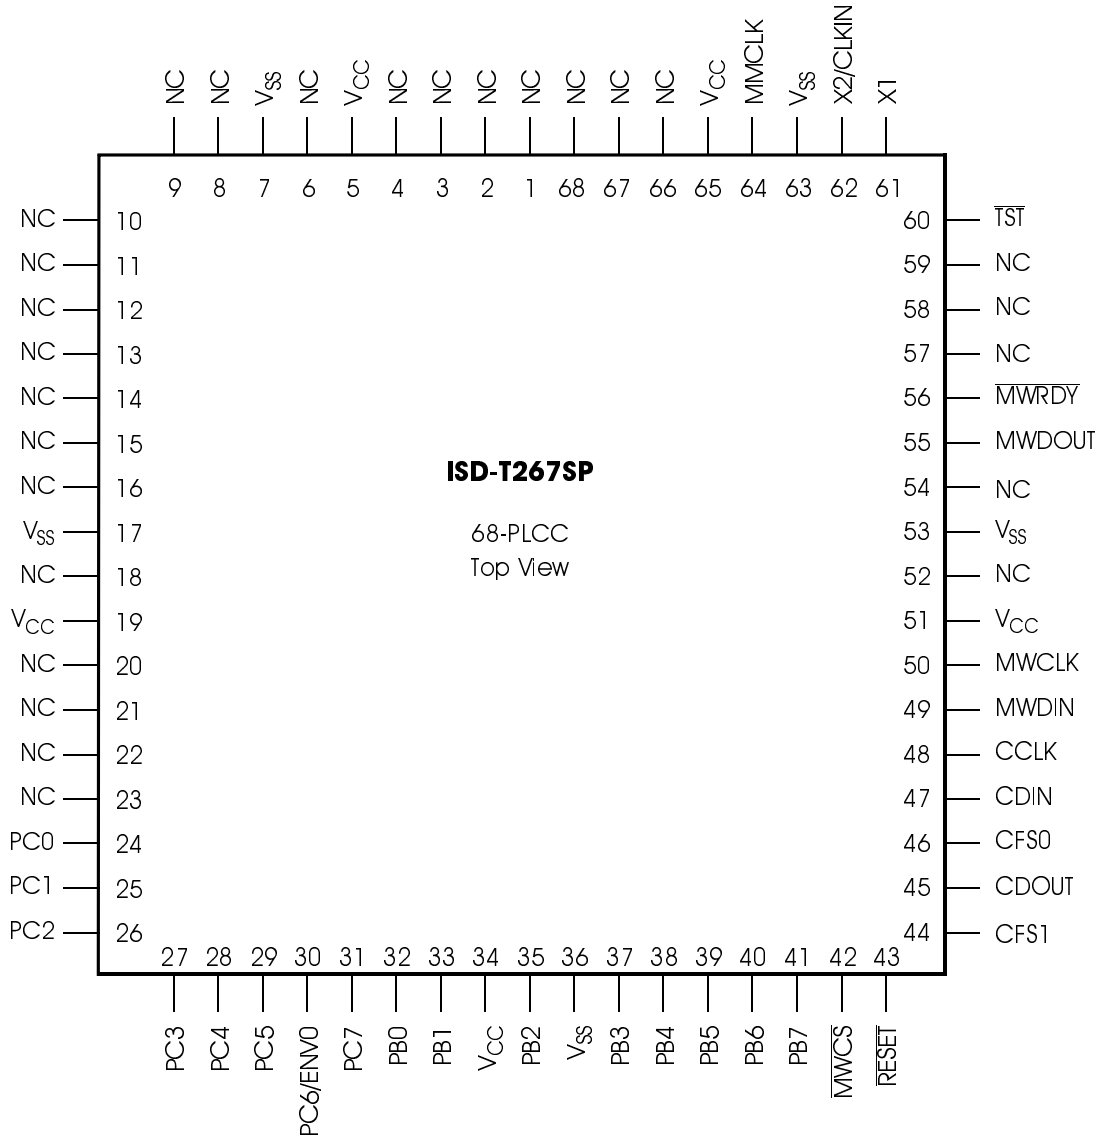 NC NC VSS NC VCC NC NC NC NC NC NC NC VCC MMCLK VSS X2/CLKIN X1
9 8 7 6 5 4 3 2 1 68 67 66 65 64 63 62 61
NC 10 60 TST
NC 11 59 NC
NC 12 58 NC
NC 13 57 NC
NC 14 56 MWRDY
NC 15 55 MWDOUT
ISD-T267SP
NC 16 54 NC
VSS 17 53 VSS
68-PLCC
Top View
NC 18 52 NC
VCC 19 51 VCC
NC 20 50 MWCLK
NC 21 49 MWDIN
NC 22 48 CCLK
NC 23 47 CDIN
PC0 24 46 CFS0
PC1 25 45 CDOUT
PC2 26 44 CFS1
27 28 29 30 31 32 33 34 35 36 37 38 39 40 41 42 43
PC3 PC4 PC5 PC6/ENV0 PC7 PB0 PB1 VCC PB2 VSS PB3 PB4 PB5 PB6 PB7 MWCS RESET